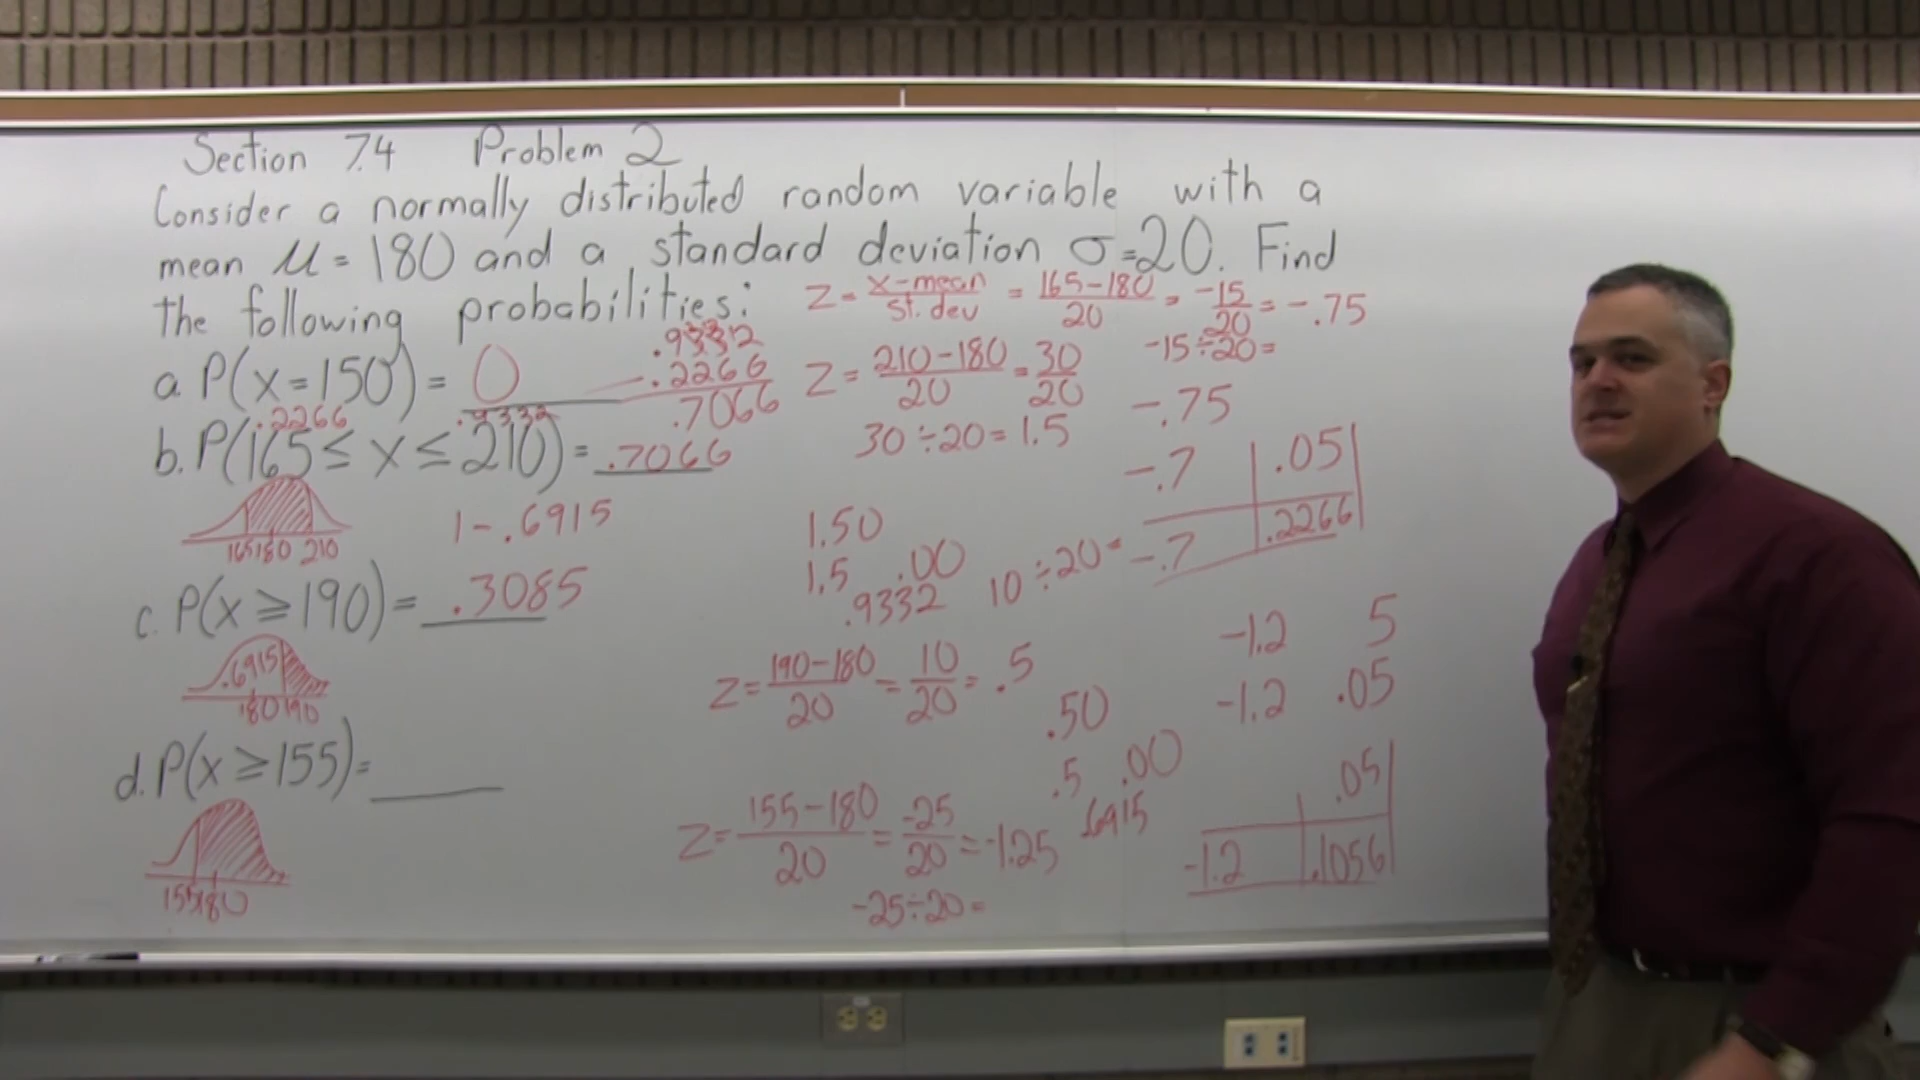 Section 7.4 Problem 2
Consider a normally distributed random variable with a
mean μ = 180 and a standard deviation σ = 20. Find
the following probabilities:
z = x-mean / st. dev = 165-180 / 20 = -15 / 20 = -.75
-15÷20=
-.75
-.7 .05
-.7 .2266
.9332
-.2266
.7066
z = 210-180 / 20 = 30 / 20
30÷20=1.5
1.50
1.5 .00
.9332
a. P(x=150) = 0
.2266 .9332
b. P(165 ≤ x ≤ 210) = .7066
165 180 210
1-.6915
c. P(x ≥ 190) = .3085
.6915
180 190
10÷20=
z = 190-180 / 20 = 10 / 20 = .5
.50
.5 .00
.6915
d. P(x ≥ 155) =
155 180
z = 155-180 / 20 = -25 / 20 = -1.25
-25÷20=
-1.2 5
-1.2 .05
.05
-1.2 .1056